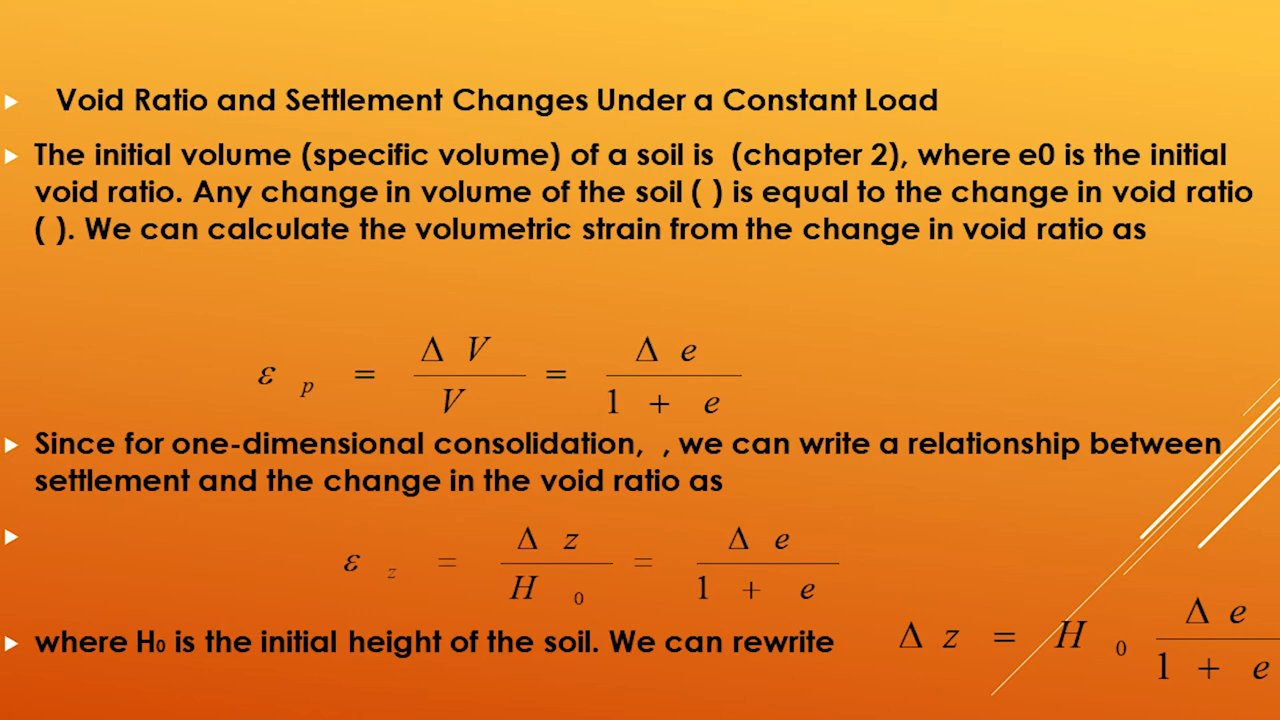 Void Ratio and Settlement Changes Under a Constant Load
The initial volume (specific volume) of a soil is (chapter 2), where e0 is the initial
void ratio. Any change in volume of the soil ( ) is equal to the change in void ratio
( ). We can calculate the volumetric strain from the change in void ratio as
ε p = Δ V / V = Δ e / 1 + e
Since for one-dimensional consolidation, , we can write a relationship between
settlement and the change in the void ratio as
ε z = Δ z / H 0 = Δ e / 1 + e
where H0 is the initial height of the soil. We can rewrite Δ z = H 0 Δ e / 1 + e